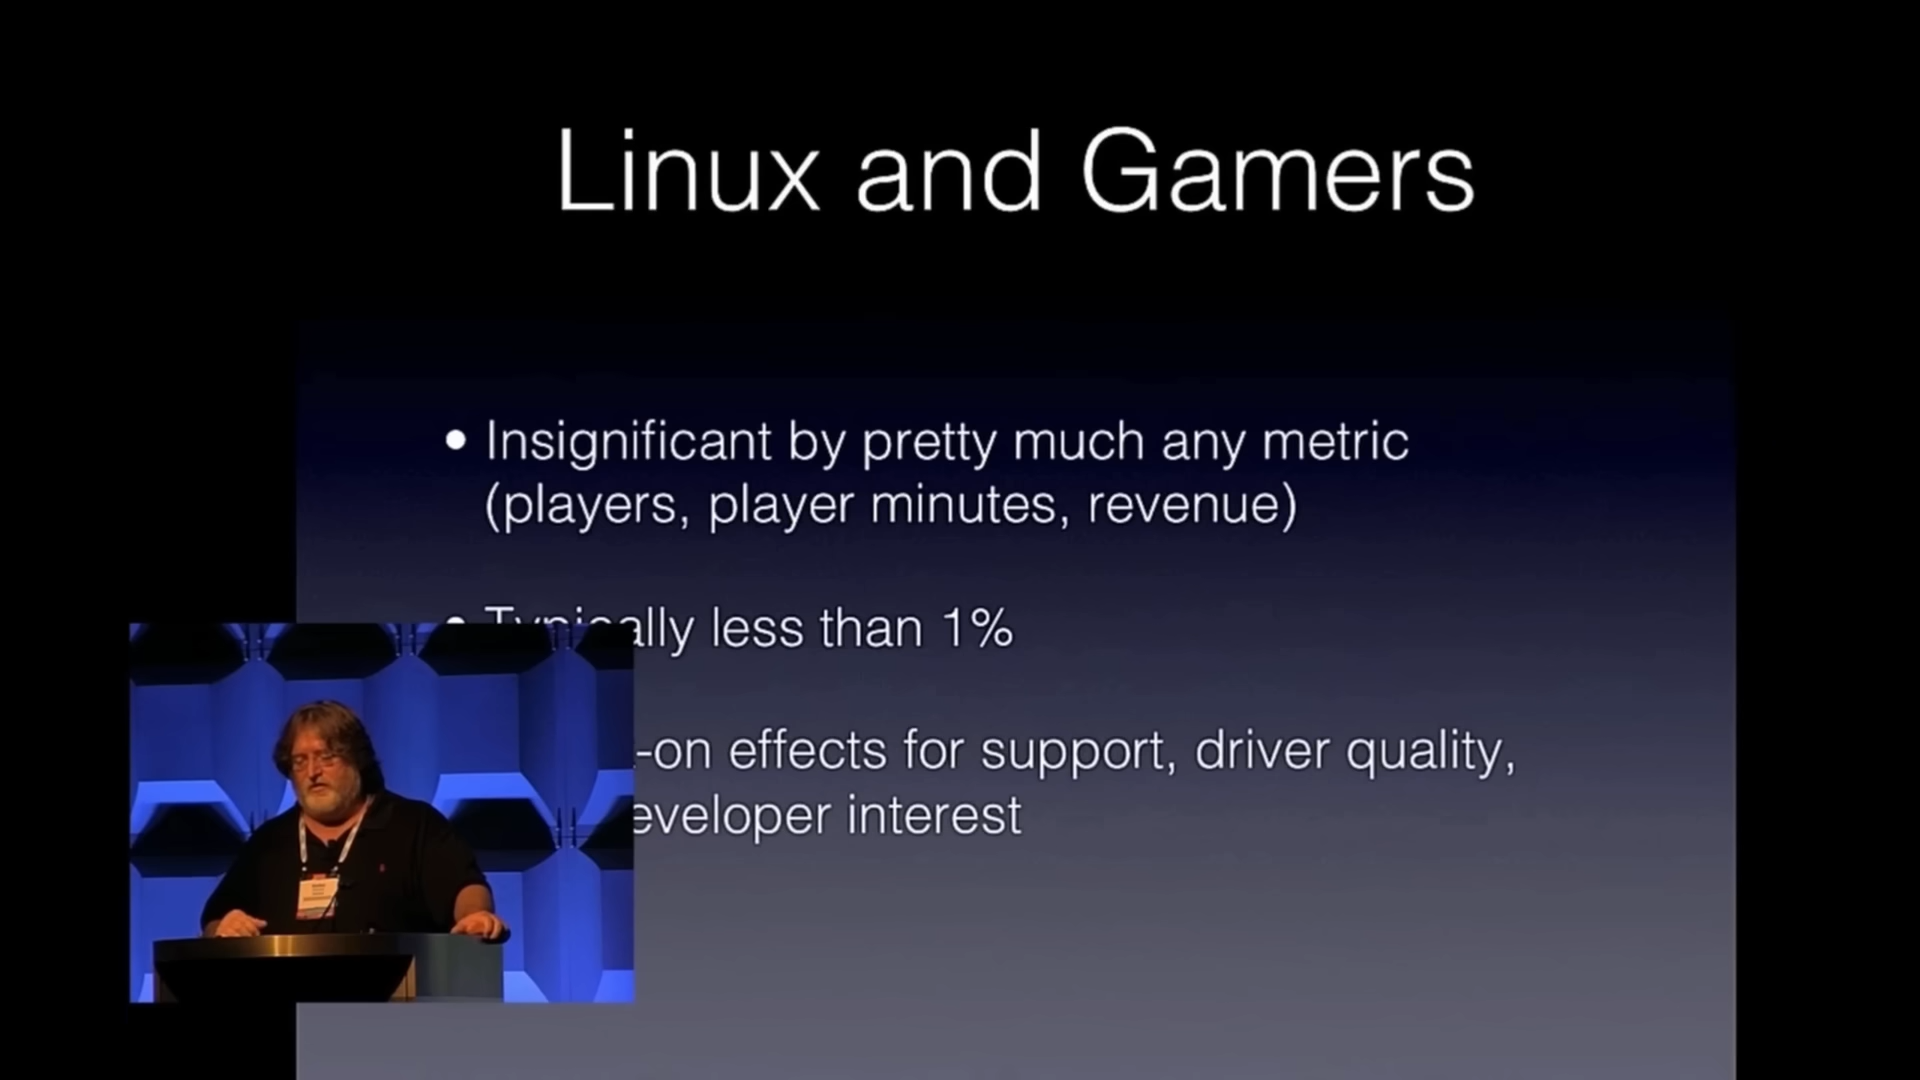 Linux and Gamers
• Insignificant by pretty much any metric
(players, player minutes, revenue)
• Typically less than 1%
-on effects for support, driver quality,
eveloper interest